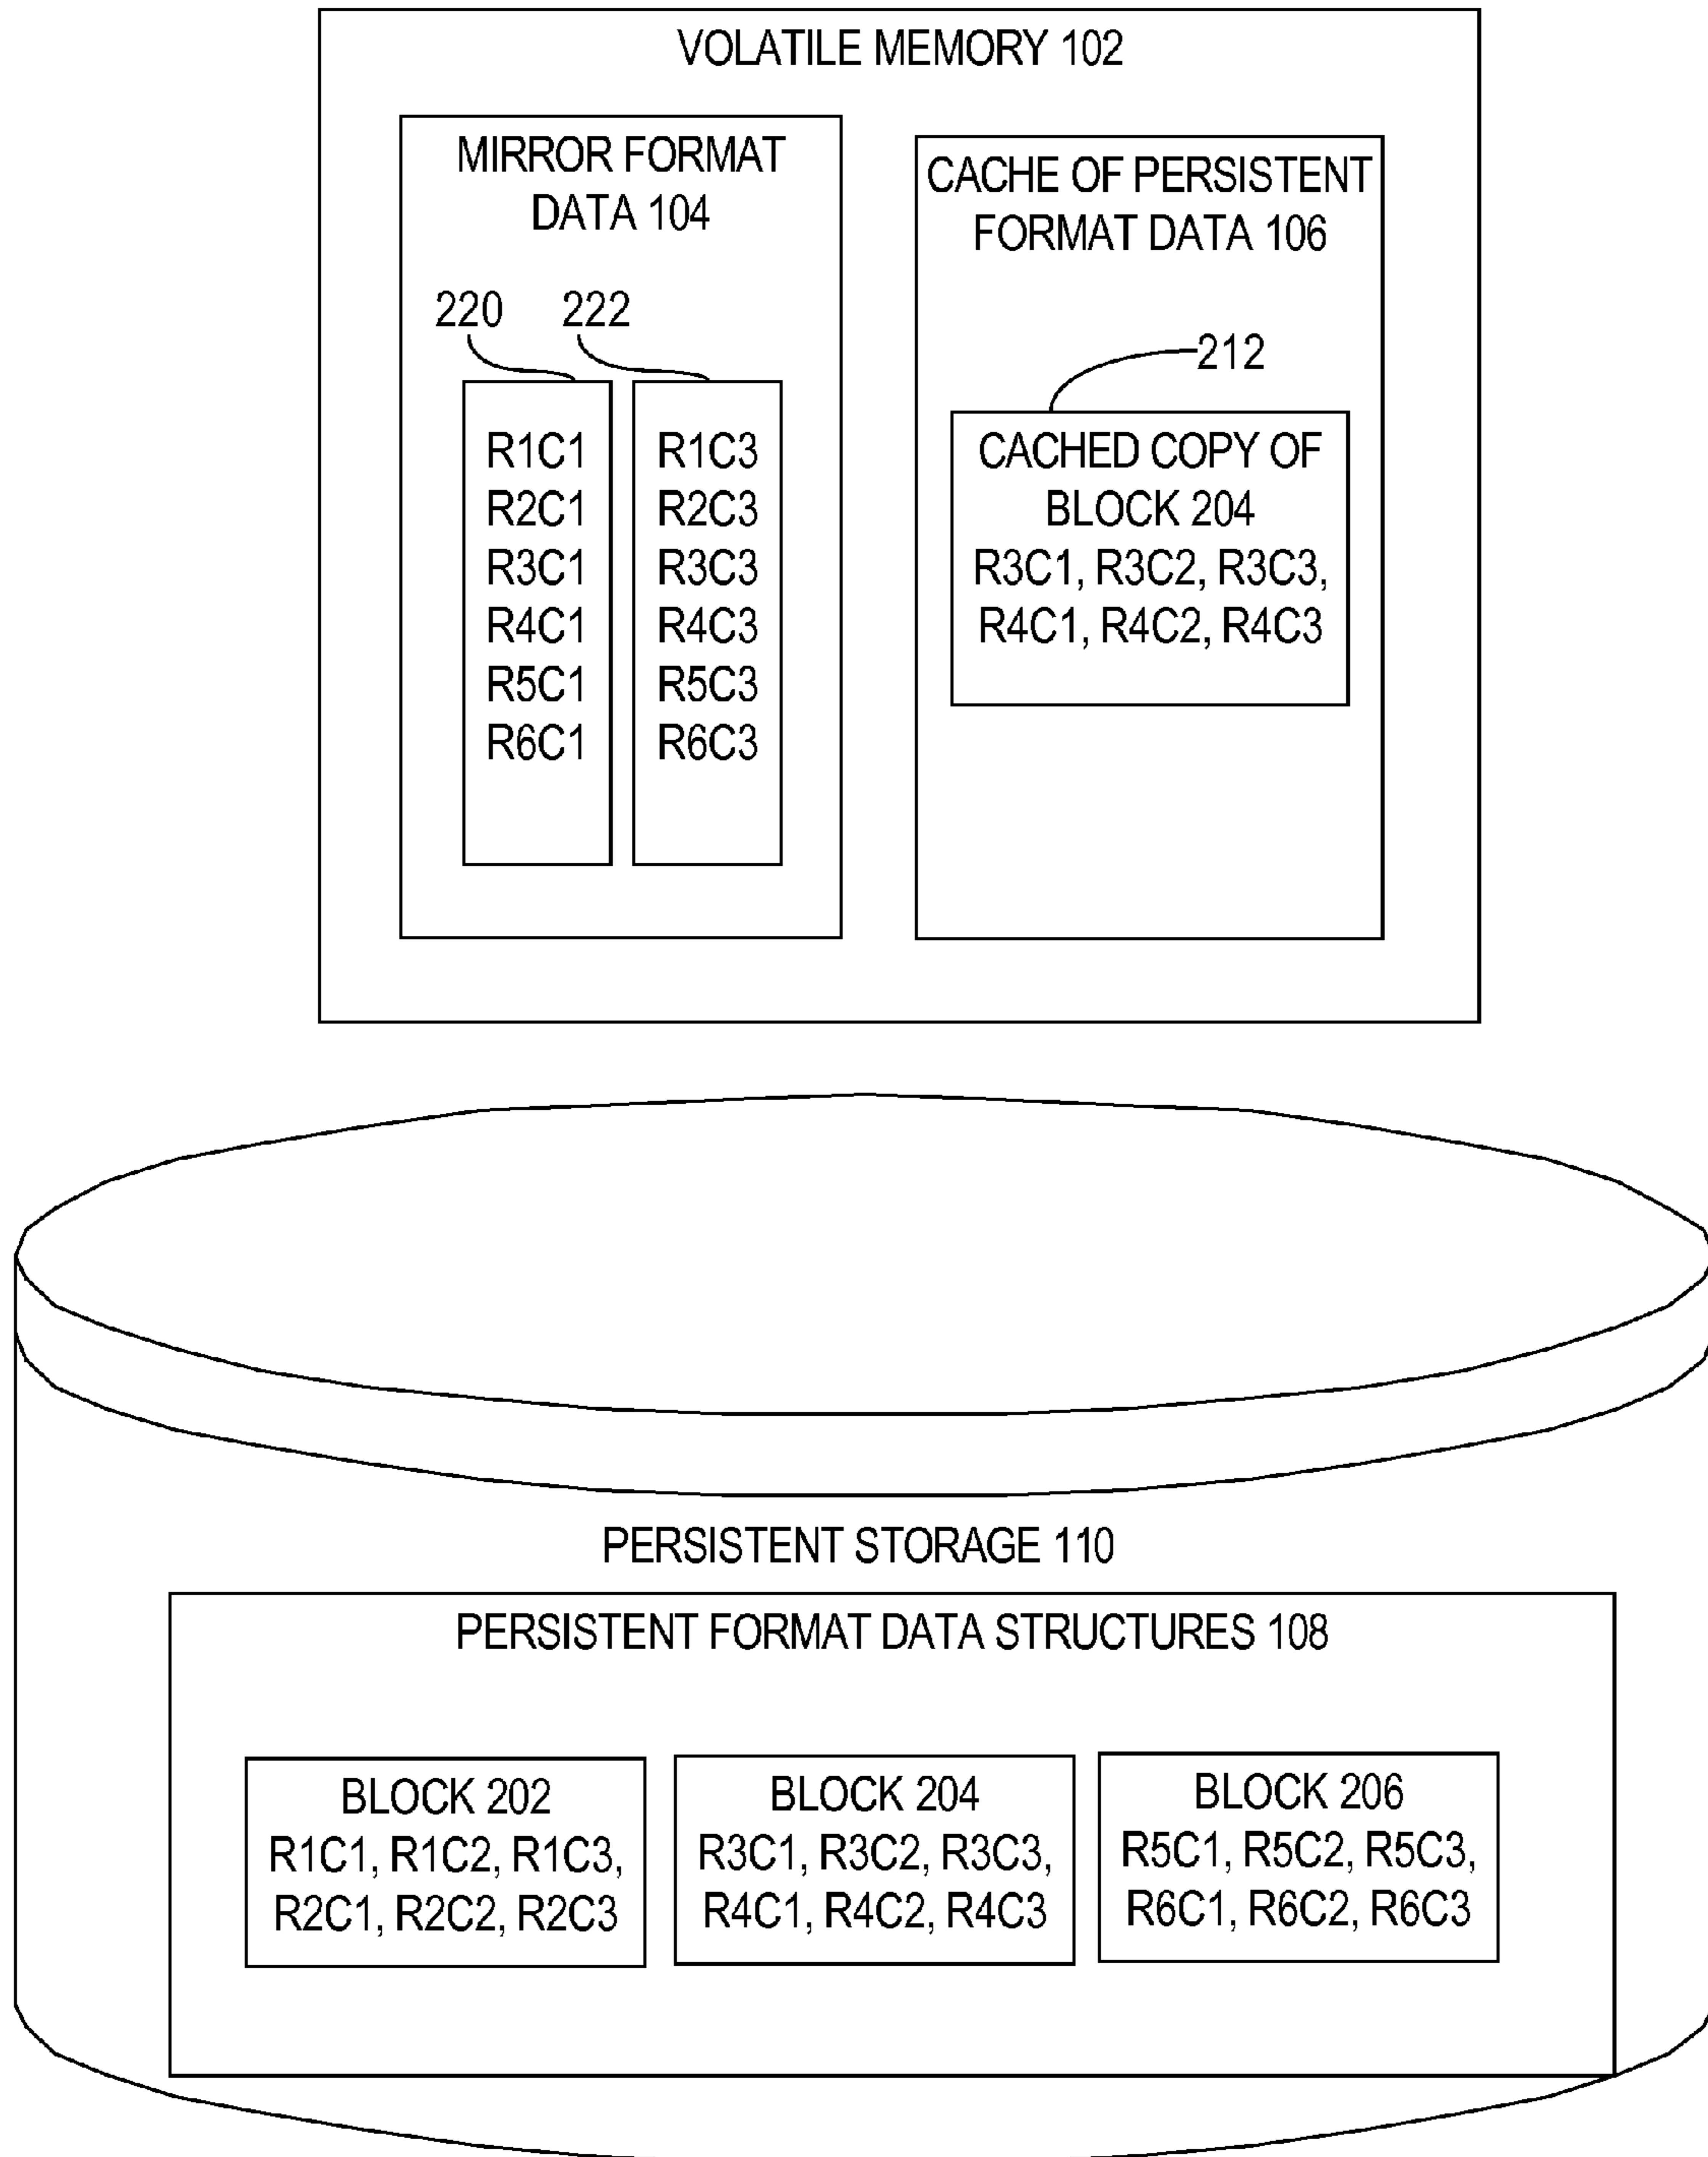 VOLATILE MEMORY 102
MIRROR FORMAT
DATA 104
220
222
R1C1
R2C1
R3C1
R4C1
R5C1
R6C1
R1C3
R2C3
R3C3
R4C3
R5C3
R6C3
CACHE OF PERSISTENT
FORMAT DATA 106
212
CACHED COPY OF
BLOCK 204
R3C1, R3C2, R3C3,
R4C1, R4C2, R4C3
PERSISTENT STORAGE 110
PERSISTENT FORMAT DATA STRUCTURES 108
BLOCK 202
R1C1, R1C2, R1C3,
R2C1, R2C2, R2C3
BLOCK 204
R3C1, R3C2, R3C3,
R4C1, R4C2, R4C3
BLOCK 206
R5C1, R5C2, R5C3,
R6C1, R6C2, R6C3